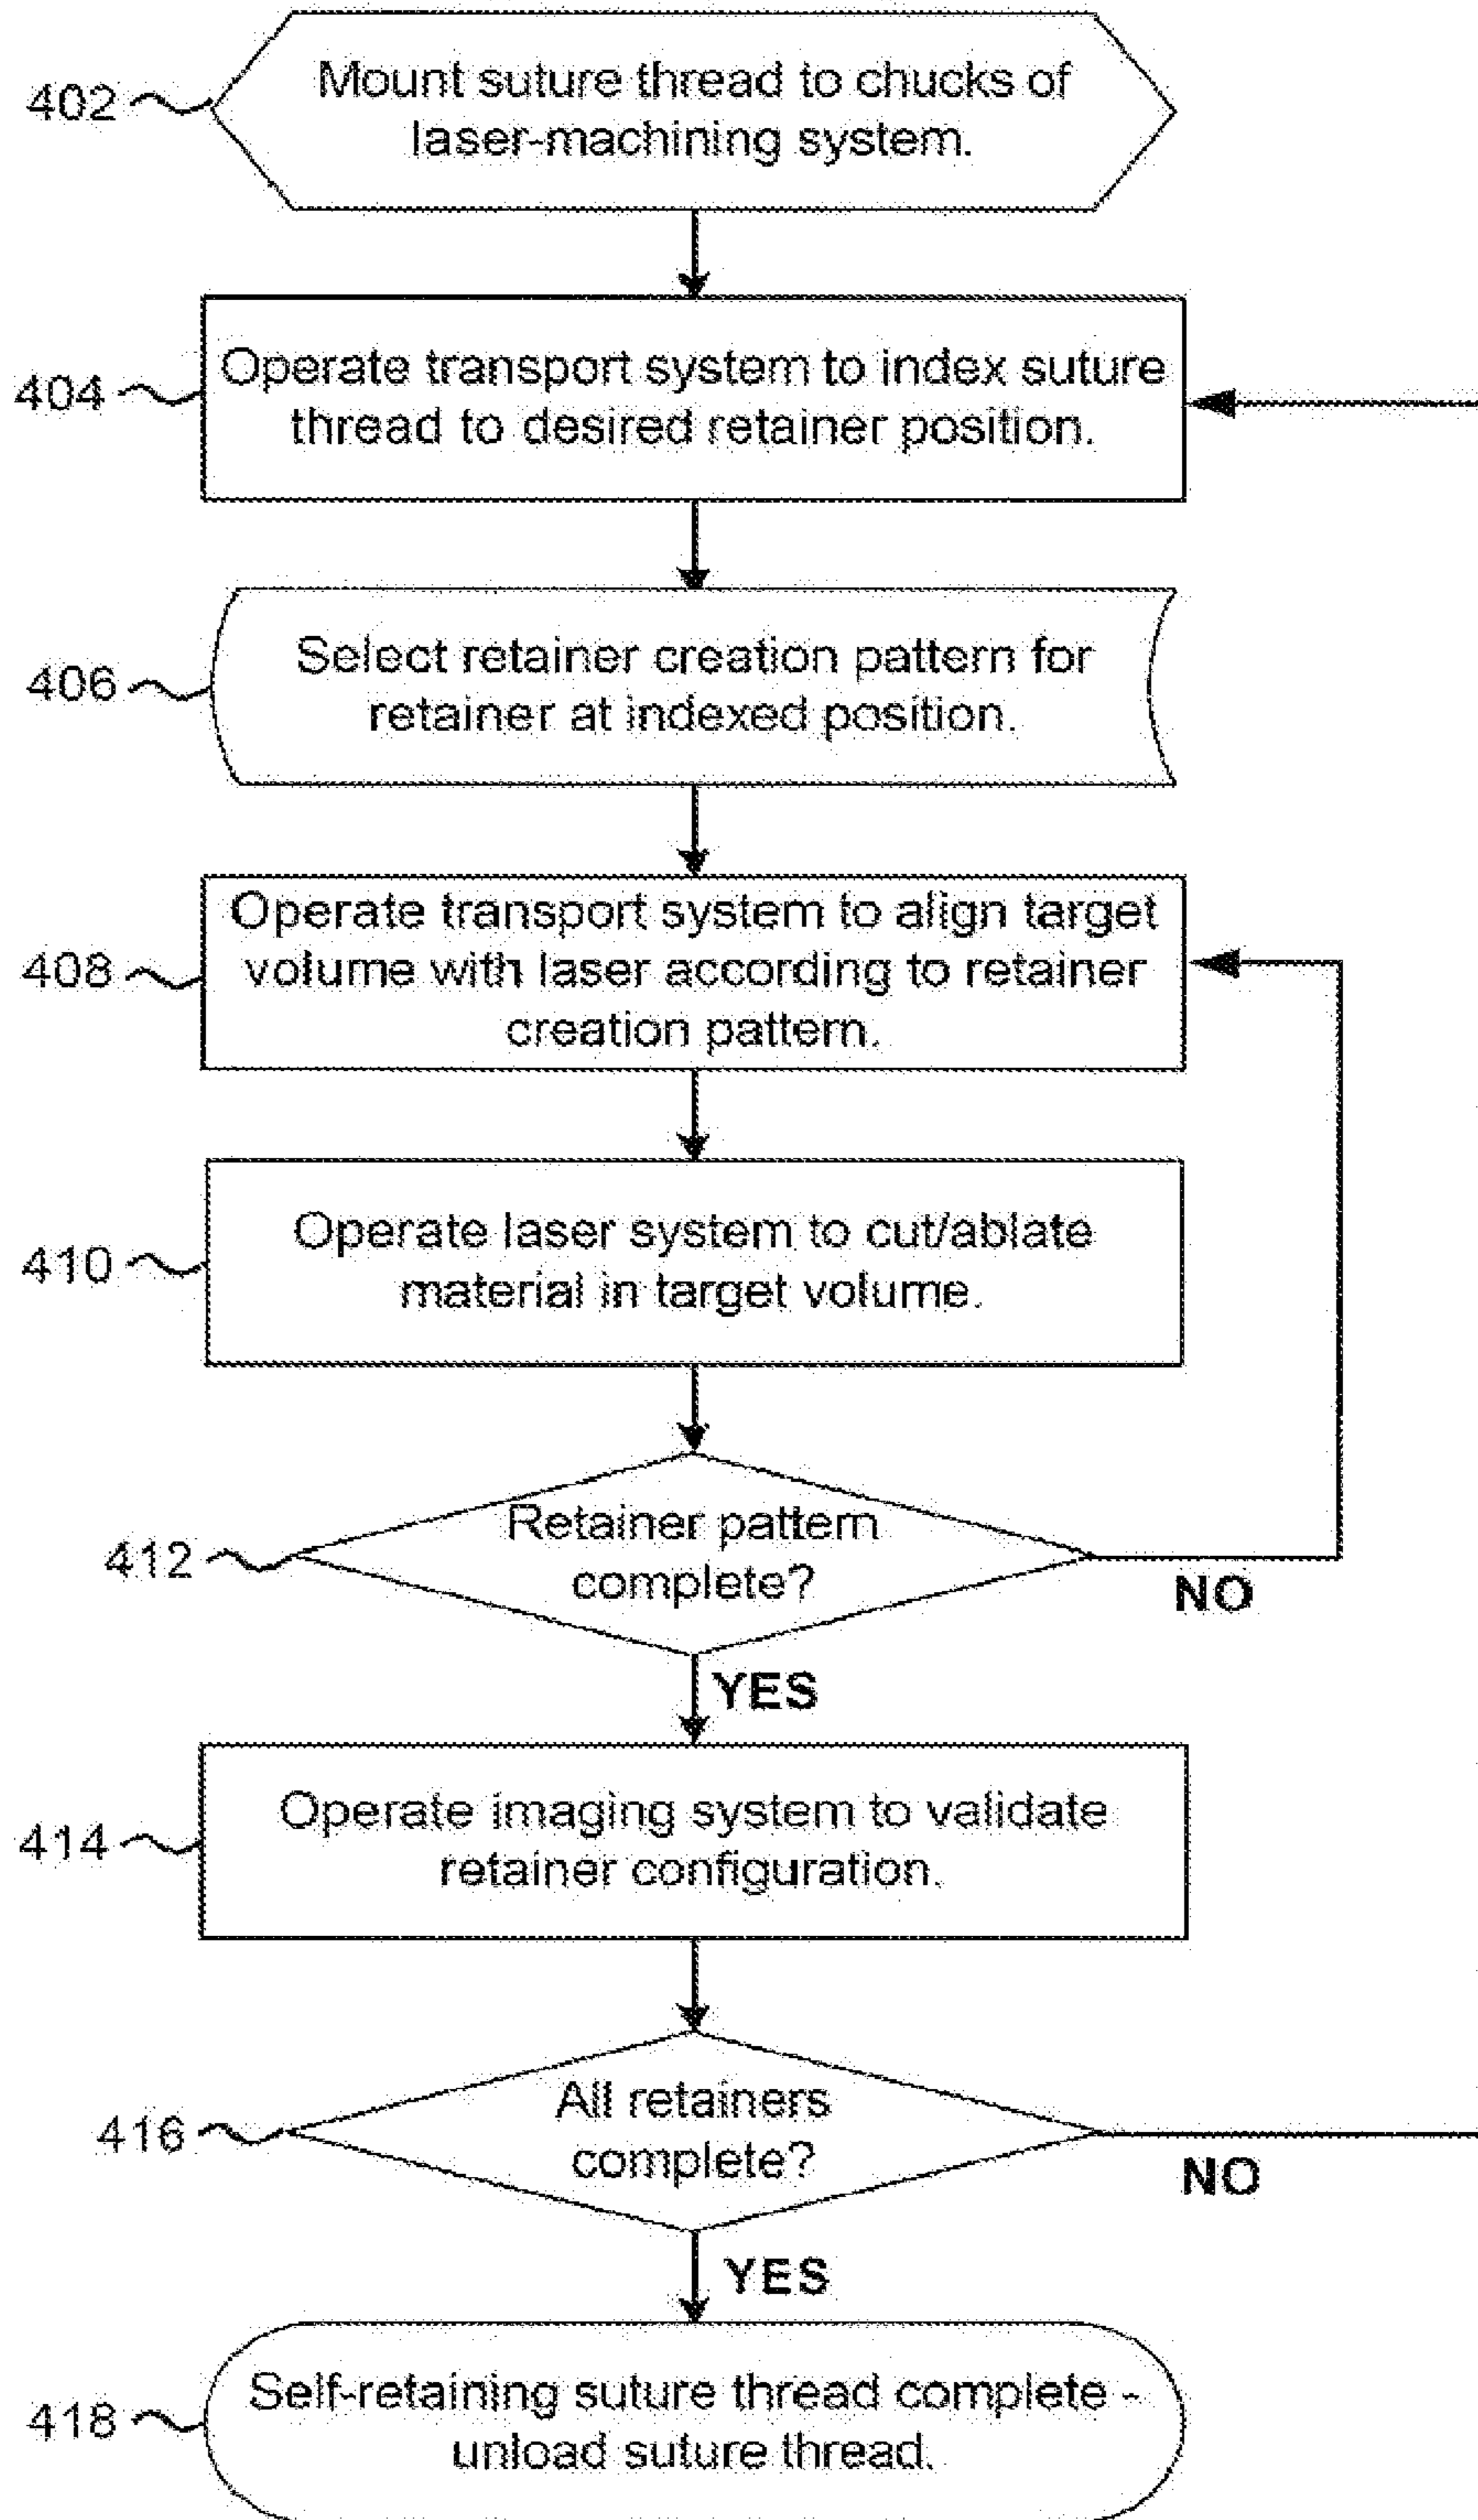 402
Mount suture thread to chucks of
laser-machining system.
404
Operate transport system to index suture
thread to desired retainer position.
406
Select retainer creation pattern for
retainer at indexed position.
408
Operate transport system to align target
volume with laser according to retainer
creation pattern.
410
Operate laser system to cut/ablate
material in target volume.
412
Retainer pattern
complete?
NO
YES
414
Operate imaging system to validate
retainer configuration.
416
All retainers
complete?
NO
YES
418
Self-retaining suture thread complete -
unload suture thread.